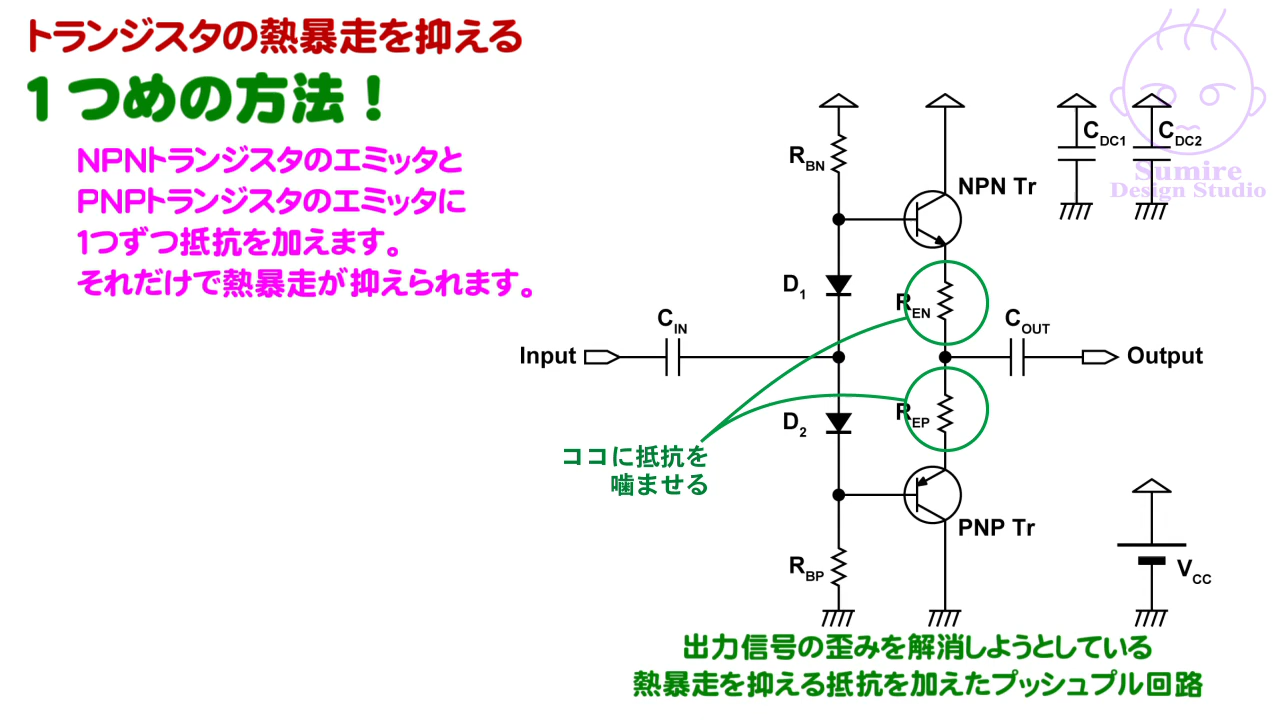 トランジスタの熱暴走を抑える
1つめの方法！
NPNトランジスタのエミッタと
PNPトランジスタのエミッタに
1つずつ抵抗を加えます。
それだけで熱暴走が抑えられます。
RBN
NPN Tr
CDC1
CDC2
Sumire
Design Studio
D1
REN
CIN
COUT
Input
Output
D2
REP
ココに抵抗を
噛ませる
PNP Tr
RBP
VCC
出力信号の歪みを解消しようとしている
熱暴走を抑える抵抗を加えたプッシュプル回路